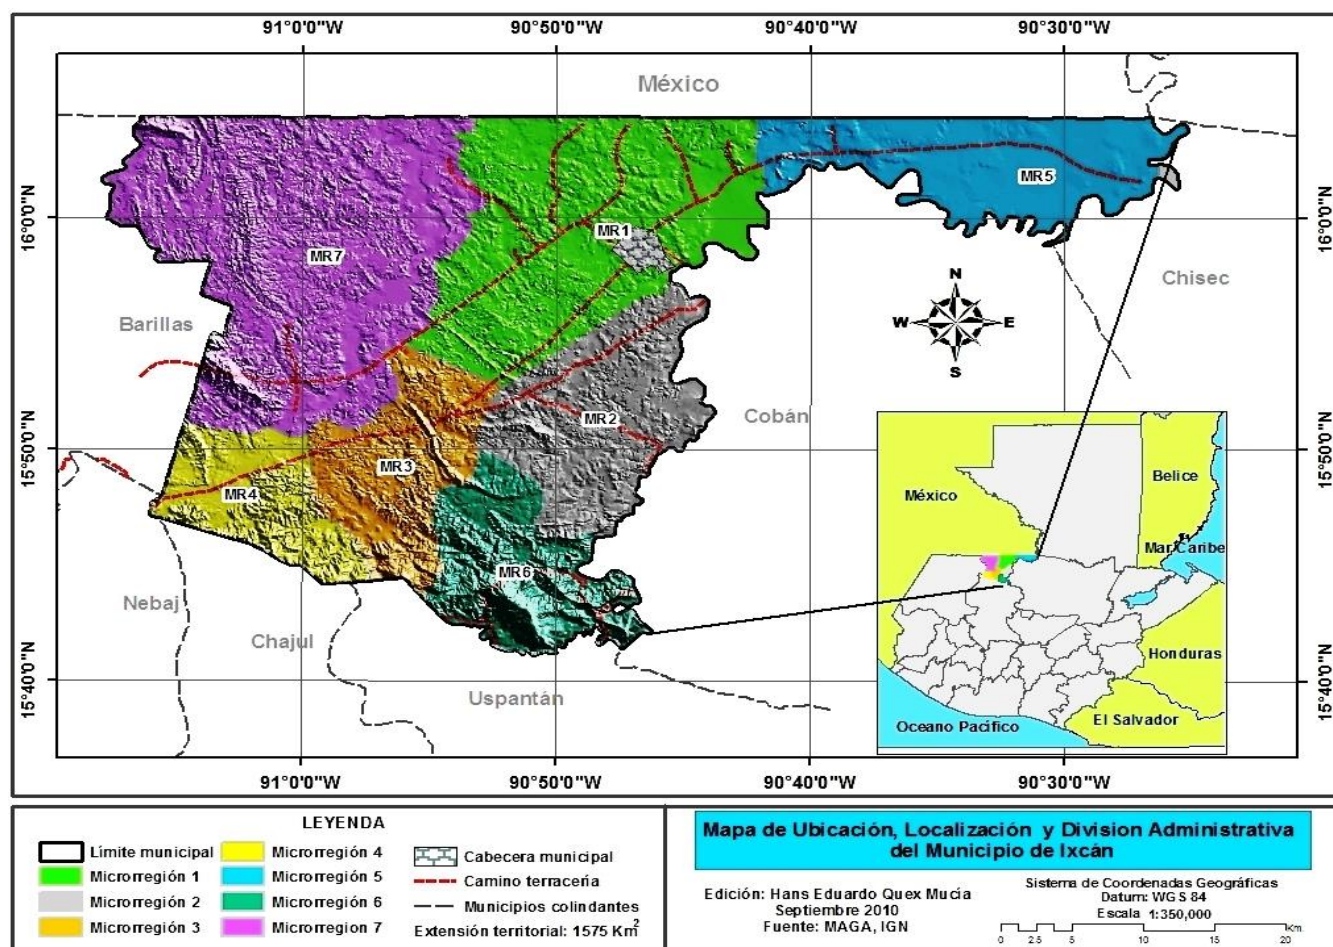 91°0'0"W 90°50'0"W 90°40'0"W 90°30'0"W
México
MR5
16°0'0"N
16°0'0"N
MR1
MR7
Chisec
N
W E
S
Barillas
Cobán
MR2
15°50'0"N
15°50'0"N
MR3
MR4
MR6
Nebaj
Chajul
Uspantán
15°40'0"N
15°40'0"N
México
Belice
Mar Caribe
Honduras
El Salvador
Oceano Pacífico
91°0'0"W 90°50'0"W 90°40'0"W 90°30'0"W
LEYENDA
Límite municipal
Microrregión 1
Microrregión 2
Microrregión 3
Microrregión 4
Microrregión 5
Microrregión 6
Microrregión 7
Cabecera municipal
Camino terracería
Municipios colindantes
Extensión territorial: 1575 Km²
Mapa de Ubicación, Localización y Division Administrativa
del Municipio de Ixcán
Edición: Hans Eduardo Quex Mucía
Septiembre 2010
Fuente: MAGA, IGN
Sistema de Coordenadas Geográficas
Datum: WGS 84
Escala 1:350,000
0 2.5 5 10 15 20 Km